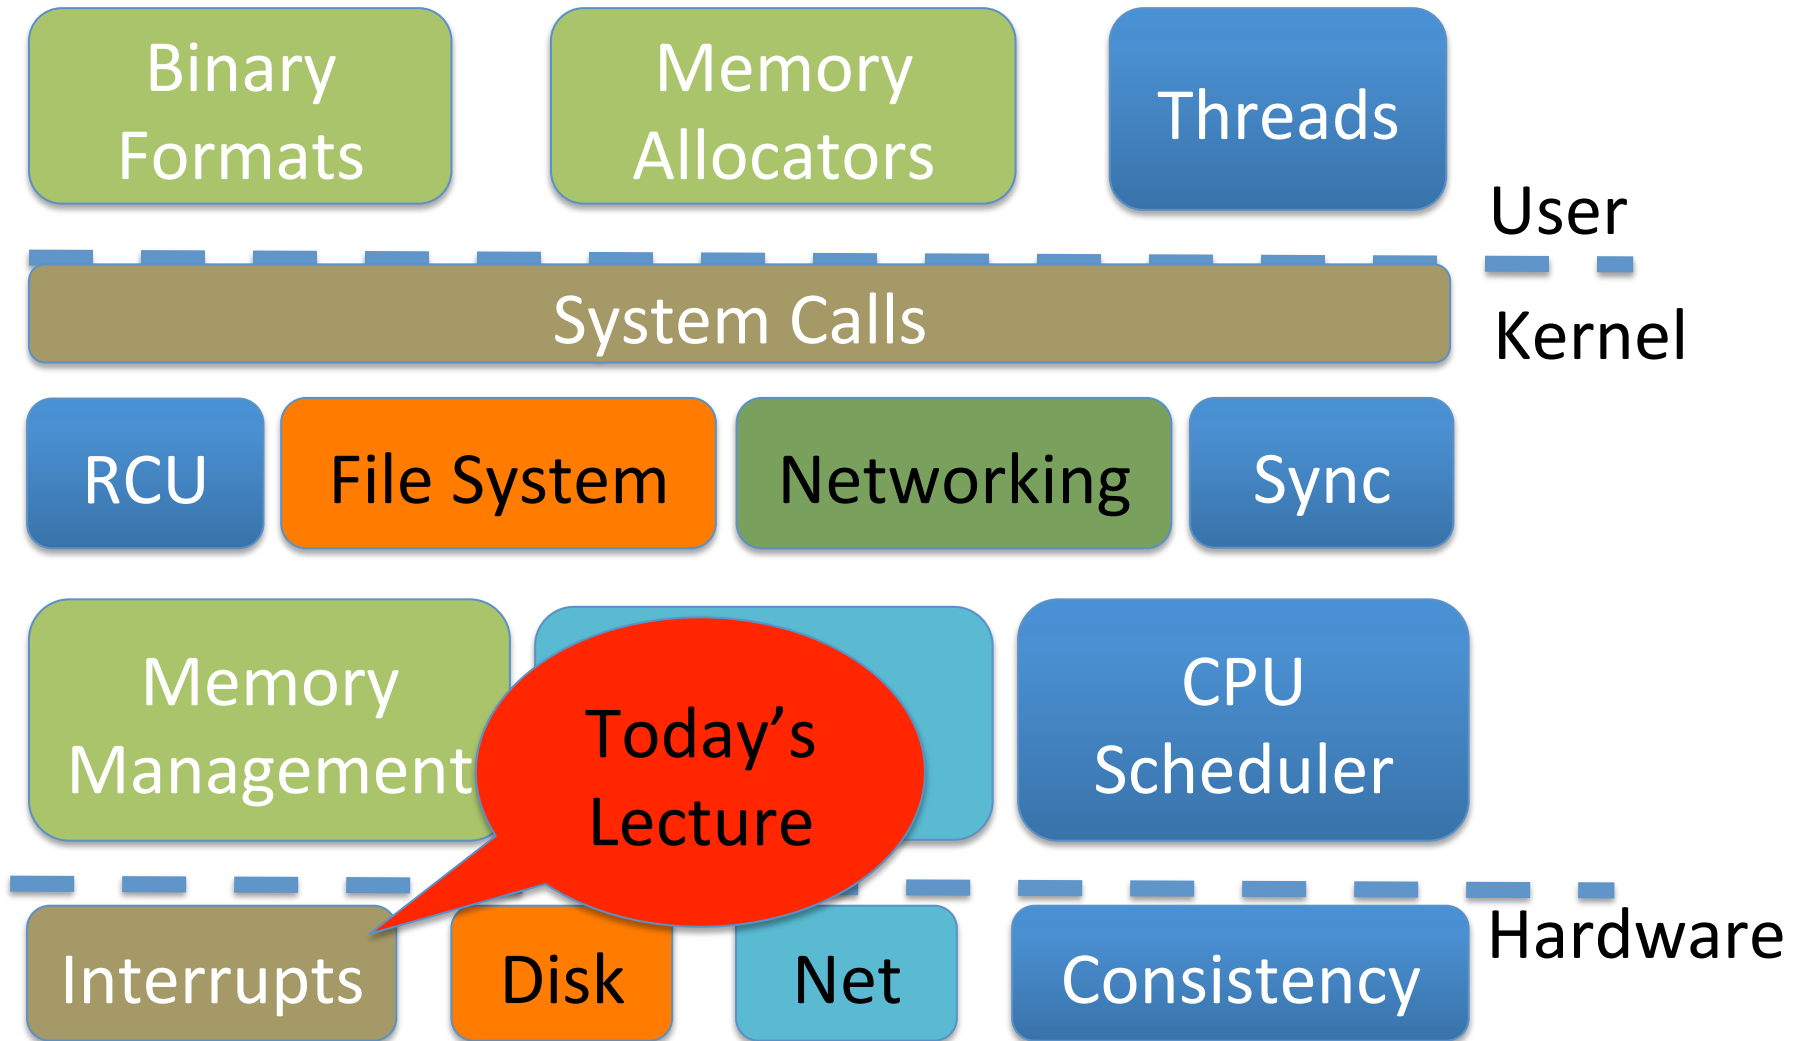 Binary
Formats
Memory
Allocators
Threads
User
System Calls
Kernel
RCU
File System
Networking
Sync
Memory
Management
Today’s
Lecture
CPU
Scheduler
Hardware
Interrupts
Disk
Net
Consistency